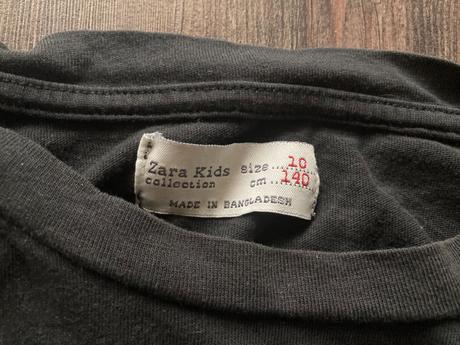 Zara Kids size......10
collection cm....140
MADE IN BANGLADESH